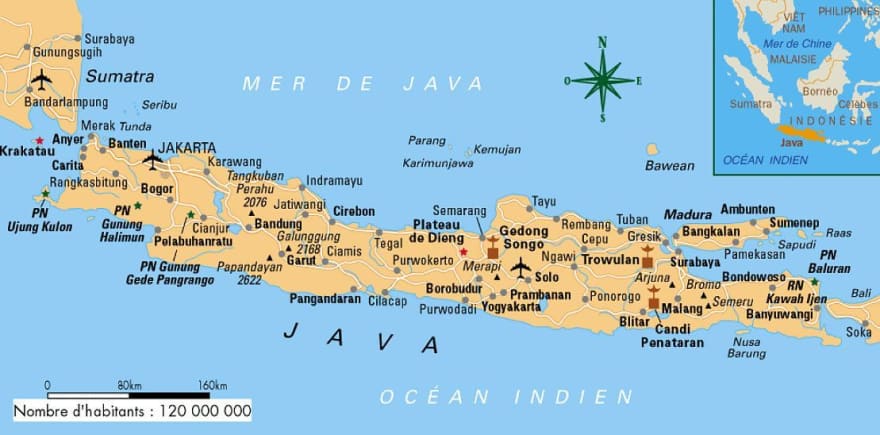 Surabaya
Gunungsugih
Sumatra
Bandarlampung
MER DE JAVA
N
O
E
S
VIÊT
NAM
PHILIPPINES
Mer de Chine
MALAISIE
Bornéo
Sumatra
Célèbes
INDONÉSIE
Java
OCÉAN INDIEN
Seribu
Merak
Tunda
Anyer
Banten
JAKARTA
Krakatau
Carita
Rangkasbitung
Karawang
Tangkuban
Perahu
2076
Indramayu
Bogor
Jatiwangi
Cirebon
PN
Ujung Kulon
PN
Gunung
Halimun
Cianjur
Bandung
Pelabuhanratu
Galunggung
2168
Ciamis
Garut
PN Gunung
Gede Pangrango
Papandayan
2622
Pangandaran
Cilacap
Tegal
Purwokerto
Parang
Kemujan
Karimunjawa
Bawean
Semarang
Plateau
de Dieng
Gedong
Songo
Tayu
Rembang
Cepu
Tuban
Gresik
Madura
Ambunten
Bangkalan
Sumenep
Raas
Sapudi
Pamekasan
Merapi
Solo
Ngawi
Trowulan
Surabaya
Borobudur
Prambanan
Yogyakarta
Purwodadi
Ponorogo
Arjuna
Bromo
Semeru
Bondowoso
PN
Baluran
RN
Kawah Ijen
Bali
Malang
Banyuwangi
Blitar
Candi
Penataran
Nusa
Barung
Soka
JAVA
OCÉAN INDIEN
0 80km 160km
Nombre d'habitants : 120 000 000